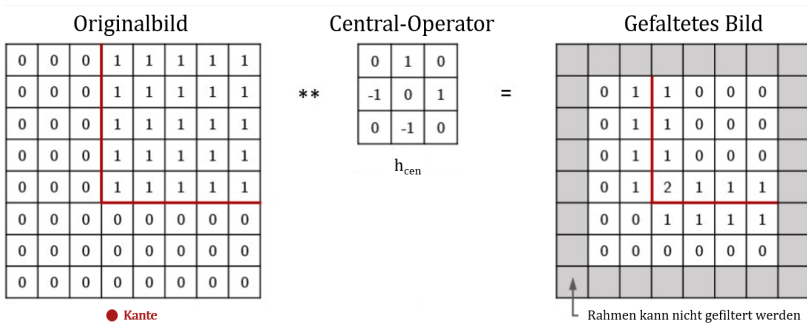 Originalbild Central-Operator Gefaltetes Bild
0 0 0 1 1 1 1 1 0 1 0
0 0 0 1 1 1 1 1 ** -1 0 1 = 0 1 1 0 0 0
0 0 0 1 1 1 1 1 0 -1 0 0 1 1 0 0 0
0 0 0 1 1 1 1 1 0 1 1 0 0 0
0 0 0 1 1 1 1 1 hcen 0 1 2 1 1 1
0 0 0 0 0 0 0 0 0 0 1 1 1 1
0 0 0 0 0 0 0 0 0 0 0 0 0 0
0 0 0 0 0 0 0 0
Kante Rahmen kann nicht gefiltert werden